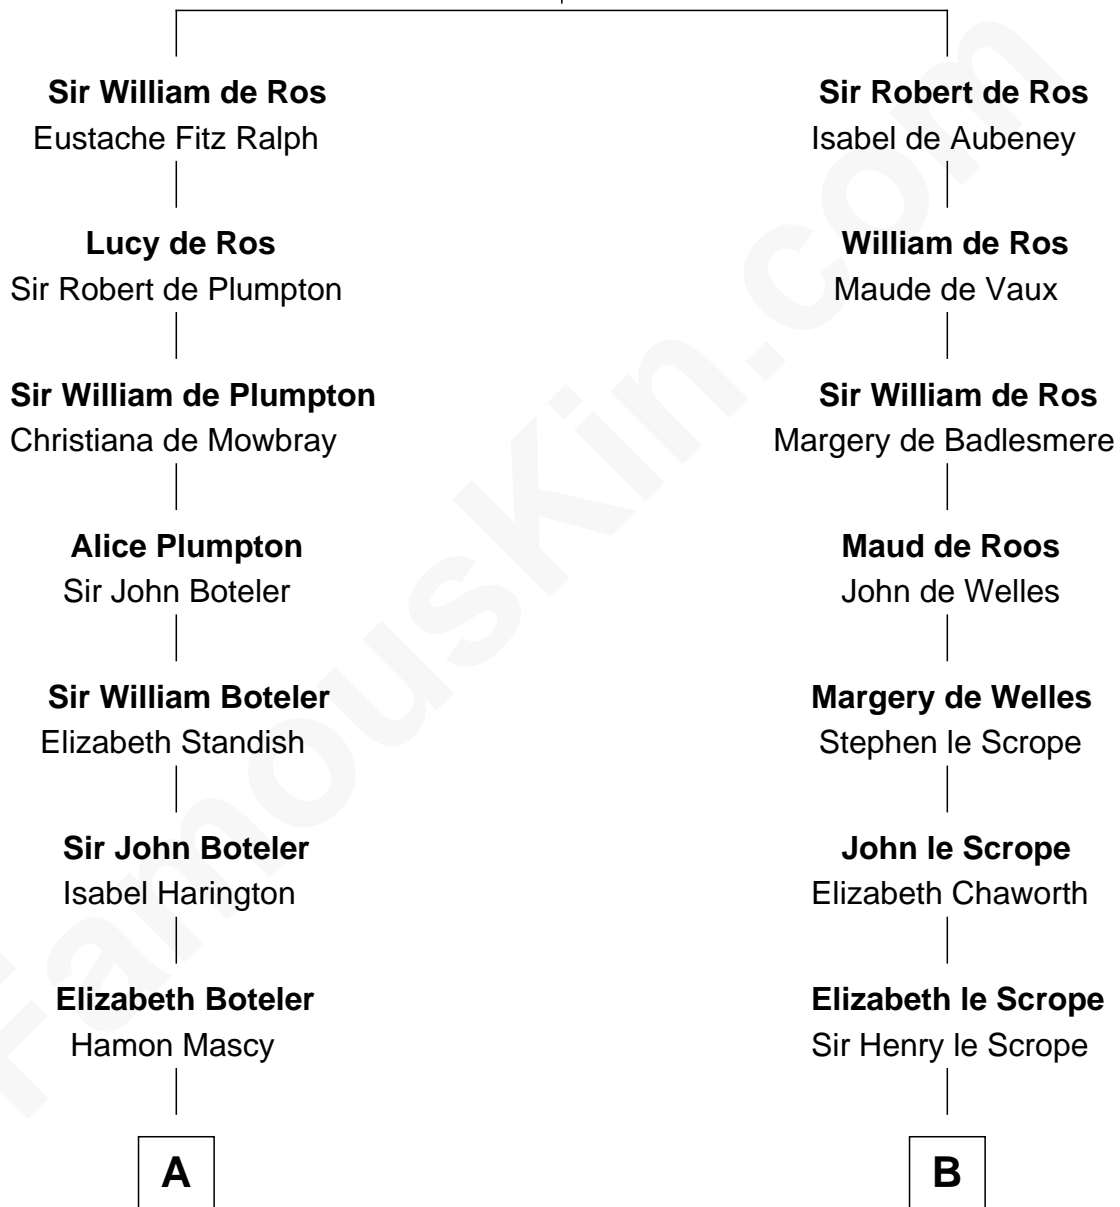 Sir William de Ros
Eustache Fitz Ralph
Lucy de Ros
Sir Robert de Plumpton
Sir William de Plumpton
Christiana de Mowbray
Alice Plumpton
Sir John Boteler
Sir William Boteler
Elizabeth Standish
Sir John Boteler
Isabel Harington
Elizabeth Boteler
Hamon Mascy
A
Sir Robert de Ros
Isabel de Aubeney
William de Ros
Maude de Vaux
Sir William de Ros
Margery de Badlesmere
Maud de Roos
John de Welles
Margery de Welles
Stephen le Scrope
John le Scrope
Elizabeth Chaworth
Elizabeth le Scrope
Sir Henry le Scrope
B
FamousKin.com